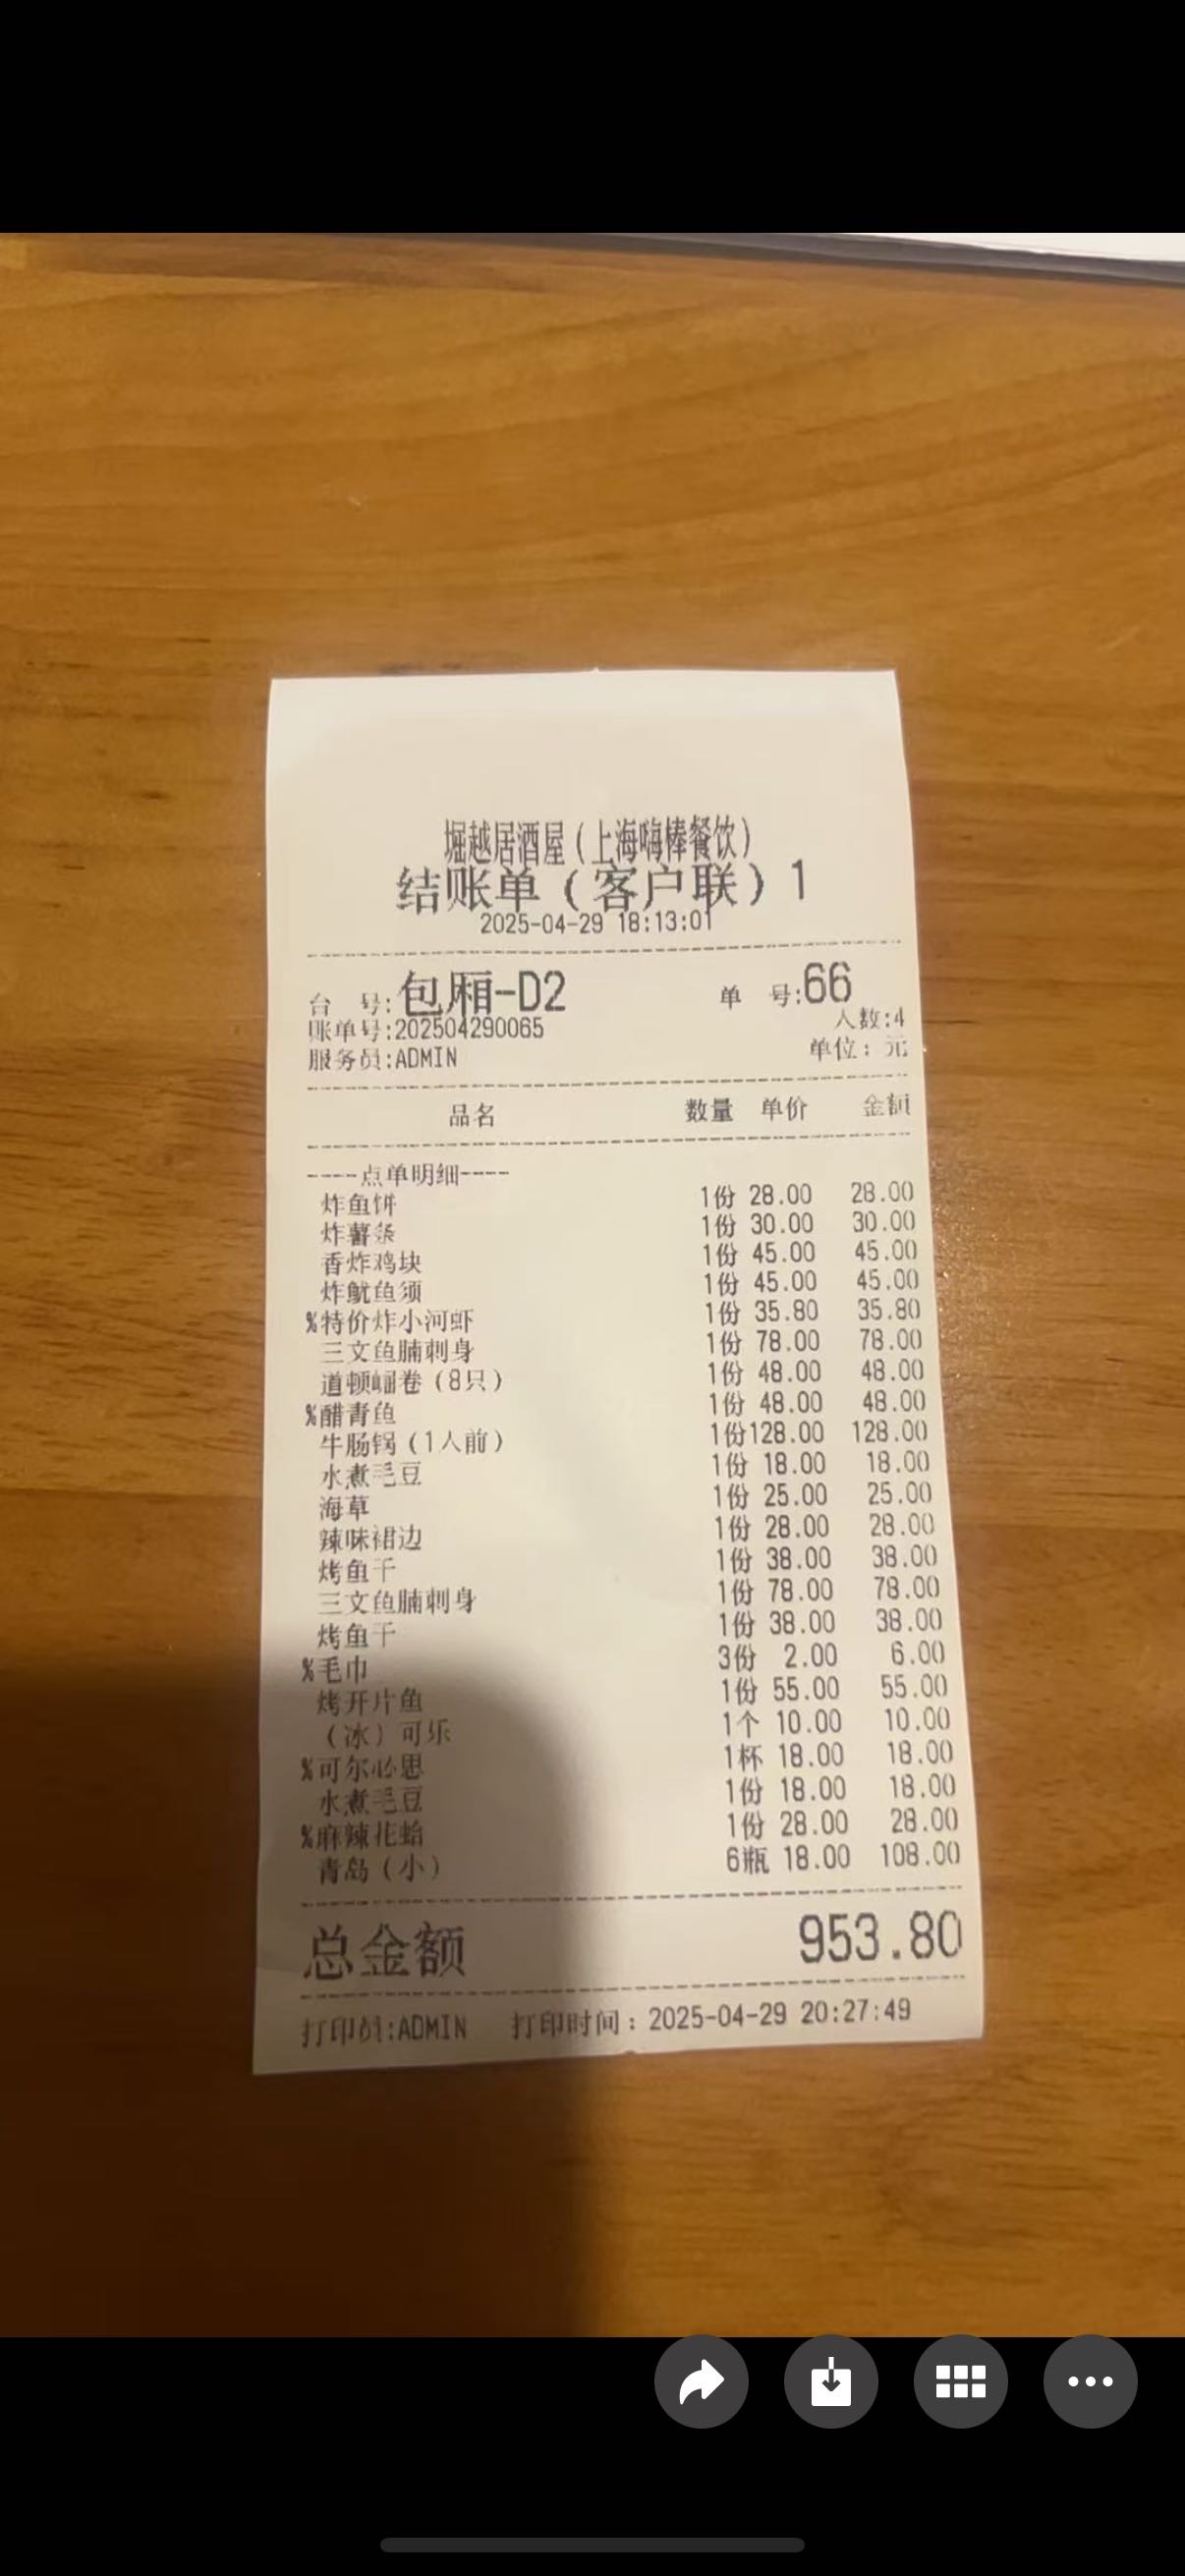 堀越居酒屋（上海嗨棒餐饮）
结账单（客户联）1
2025-04-29 18:13:01
台 号:包厢-D2 单 号:66
账单号:202504290065 人数:4
服务员:ADMIN 单位：元
品名 数量 单价 金额
----点单明细----
炸鱼饼 1份 28.00 28.00
炸薯条 1份 30.00 30.00
香炸鸡块 1份 45.00 45.00
炸鱿鱼须 1份 45.00 45.00
%特价炸小河虾 1份 35.80 35.80
三文鱼腩刺身 1份 78.00 78.00
道顿崛卷（8只） 1份 48.00 48.00
%醋青鱼 1份 48.00 48.00
牛肠锅（1人前） 1份128.00 128.00
水煮毛豆 1份 18.00 18.00
海草 1份 25.00 25.00
辣味裙边 1份 28.00 28.00
烤鱼干 1份 38.00 38.00
三文鱼腩刺身 1份 78.00 78.00
烤鱼干 1份 38.00 38.00
%毛巾 3份 2.00 6.00
烤开片鱼 1份 55.00 55.00
（冰）可乐 1个 10.00 10.00
%可尔必思 1杯 18.00 18.00
水煮毛豆 1份 18.00 18.00
%麻辣花蛤 1份 28.00 28.00
青岛（小） 6瓶 18.00 108.00
总金额 953.80
打印员:ADMIN 打印时间：2025-04-29 20:27:49